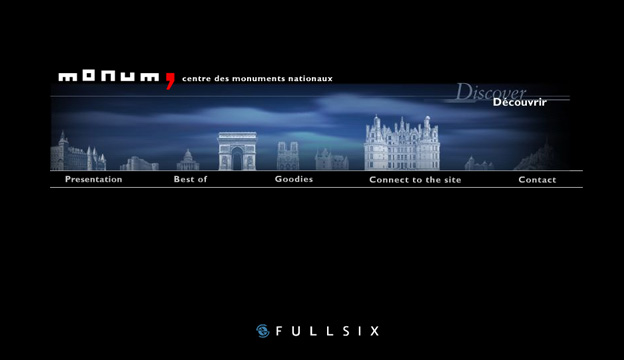 monum, centre des monuments nationaux
Discover
Découvrir
Presentation Best of Goodies Connect to the site Contact
FULLSIX